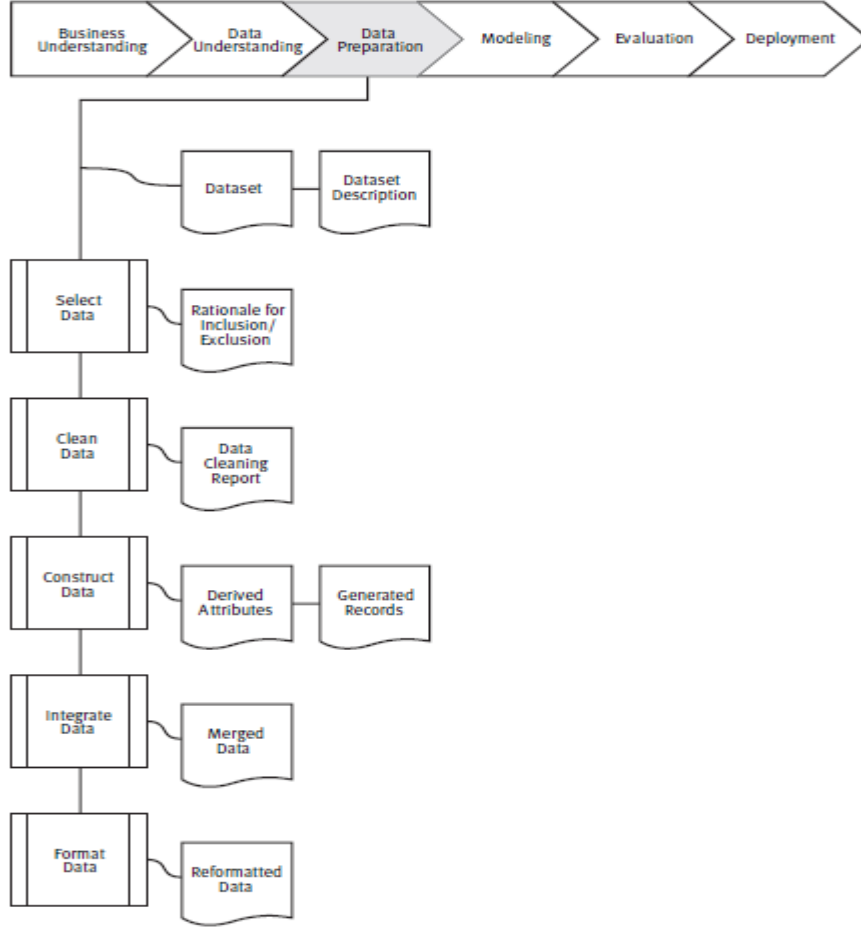 Business
Understanding
Data
Understanding
Data
Preparation
Modeling
Evaluation
Deployment
Dataset
Dataset
Description
Select
Data
Rationale for
Inclusion/
Exclusion
Clean
Data
Data
Cleaning
Report
Construct
Data
Derived
Attributes
Generated
Records
Integrate
Data
Merged
Data
Format
Data
Reformatted
Data